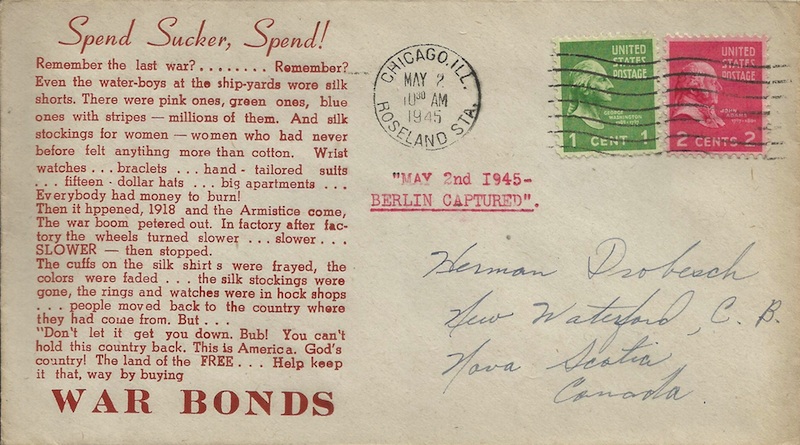 Spend Sucker, Spend!
Remember the last war? . . . . . . . . Remember?
Even the water-boys at the ship-yards wore silk
shorts. There were pink ones, green ones, blue
ones with stripes — millions of them. And silk
stockings for women — women who had never
before felt anytihng more than cotton. Wrist
watches . . . braclets . . . hand - tailored suits
. . . fifteen - dollar hats . . . big apartments . . .
Everybody had money to burn!
Then it hppened, 1918 and the Armistice come,
The war boom petered out. In factory after fac-
tory the wheels turned slower . . . slower . . .
SLOWER — then stopped.
The cuffs on the silk shirt s were frayed, the
colors were faded . . . the silk stockings were
gone, the rings and watches were in hock shops
. . . people moved back to the country where
they had come from. But . . .
"Don't let it get you down. Bub! You can't
hold this country back. This is America. God's
country! The land of the FREE . . . Help keep
it that, way by buying
WAR BONDS
CHICAGO, ILL.
MAY 2
10 30 AM
1945
ROSELAND STA.
UNITED
STATES
POSTAGE
GEORGE
WASHINGTON
1 CENT 1
UNITED
STATES
POSTAGE
JOHN
ADAMS
2 CENTS 2
"MAY 2nd 1945-
BERLIN CAPTURED".
Herman Drobesch
New Waterford, C. B.
Nova Scotia
Canada